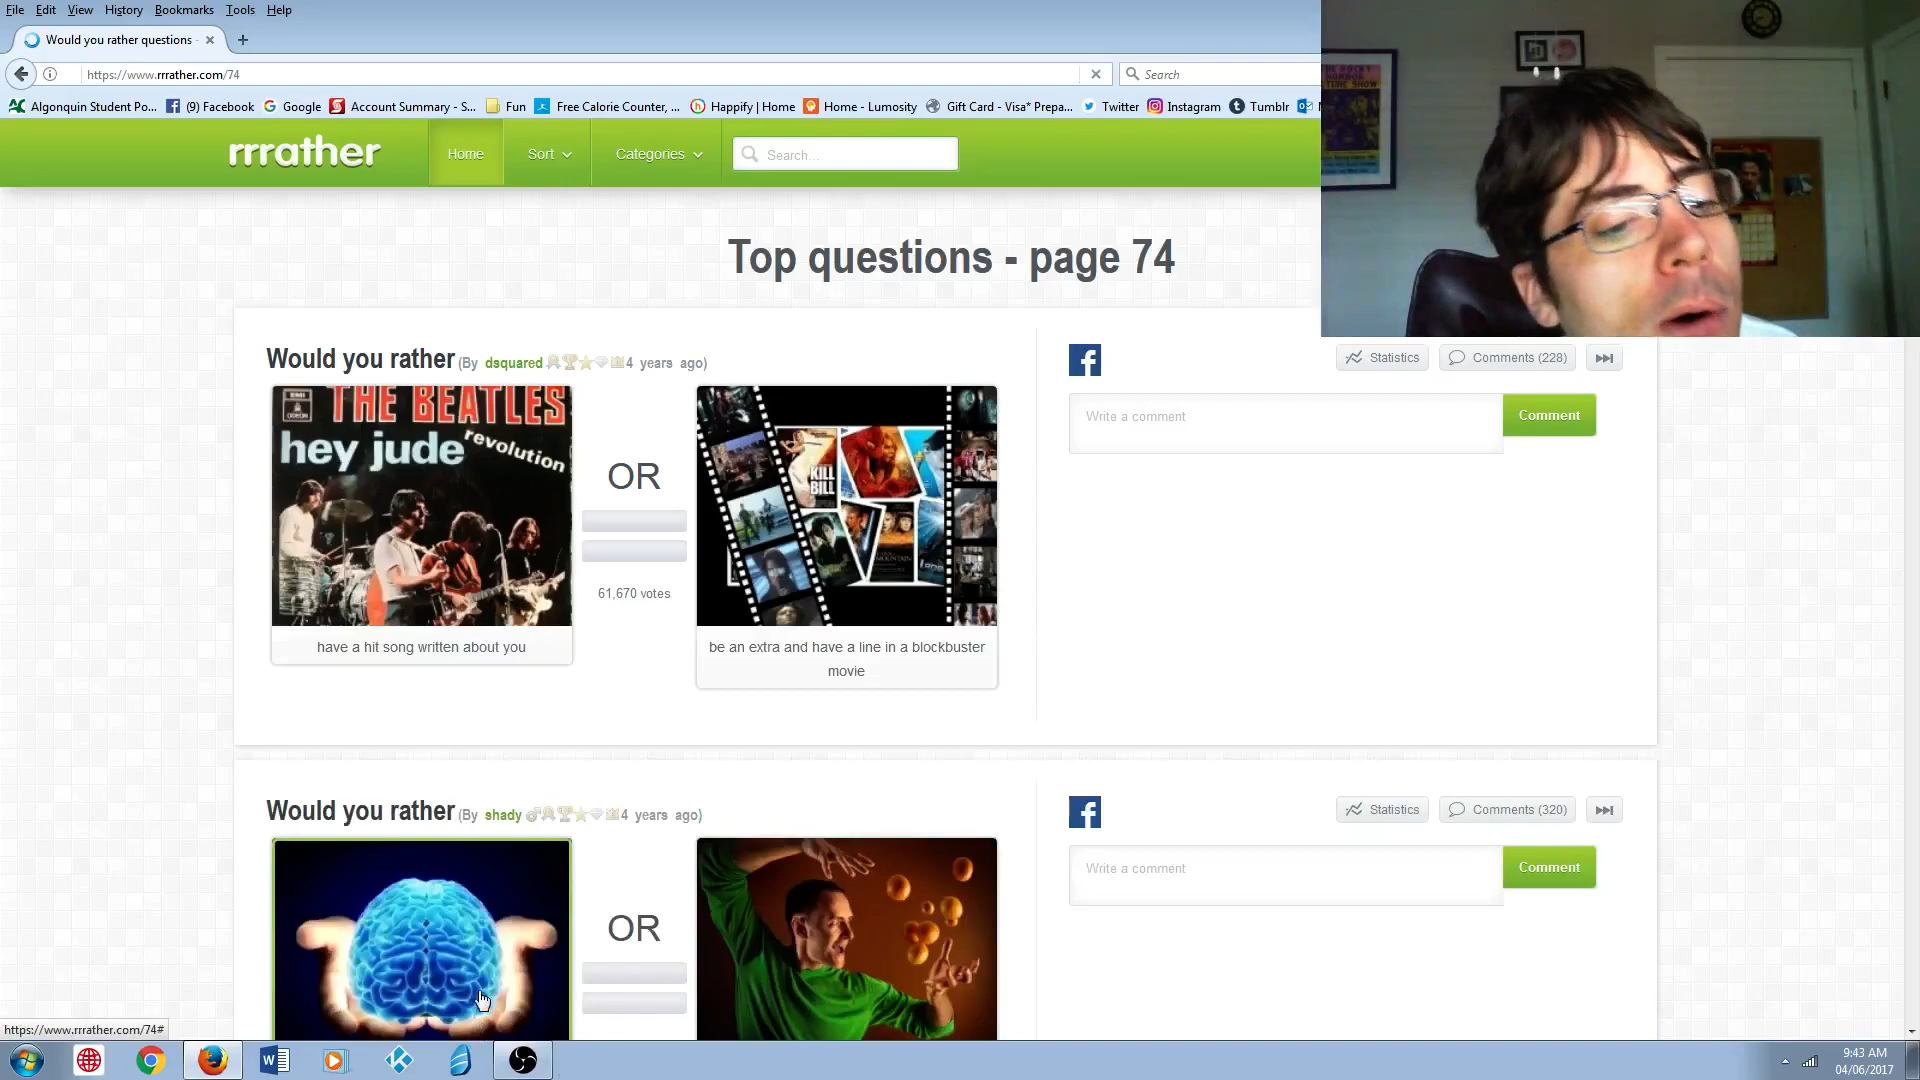 File Edit View History Bookmarks Tools Help
Would you rather questions
https://www.rrrather.com/74
Search
Algonquin Student Po... (9) Facebook Google Account Summary - S... Fun Free Calorie Counter, ... Happify | Home Home - Lumosity Gift Card - Visa* Prepa... Twitter Instagram Tumblr
rrrather Home Sort Categories Search...
Top questions - page 74
Would you rather (By dsquared 4 years ago)
Statistics Comments (228)
Write a comment Comment
THE BEATLES
hey jude
revolution
OR
KILL BILL
61,670 votes
have a hit song written about you
be an extra and have a line in a blockbuster
movie
Would you rather (By shady 4 years ago)
Statistics Comments (320)
Write a comment Comment
OR
https://www.rrrather.com/74#
9:43 AM
04/06/2017